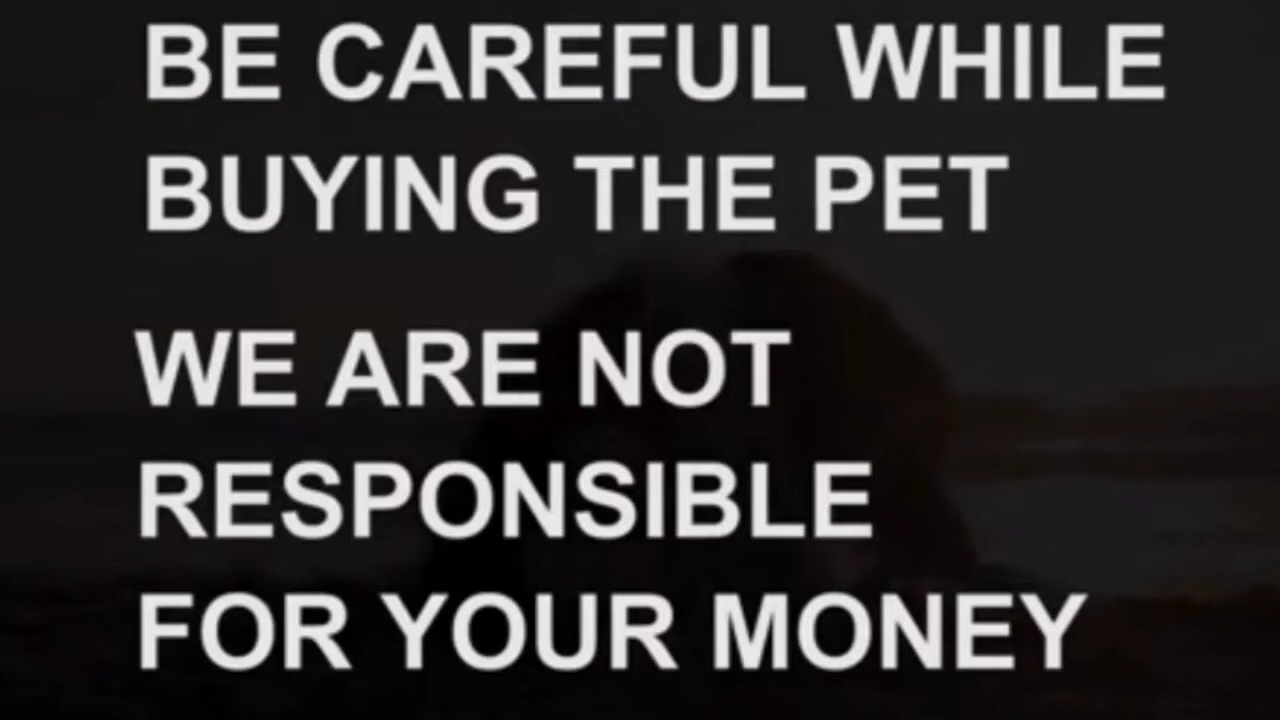 BE CAREFUL WHILE
BUYING THE PET
WE ARE NOT
RESPONSIBLE
FOR YOUR MONEY